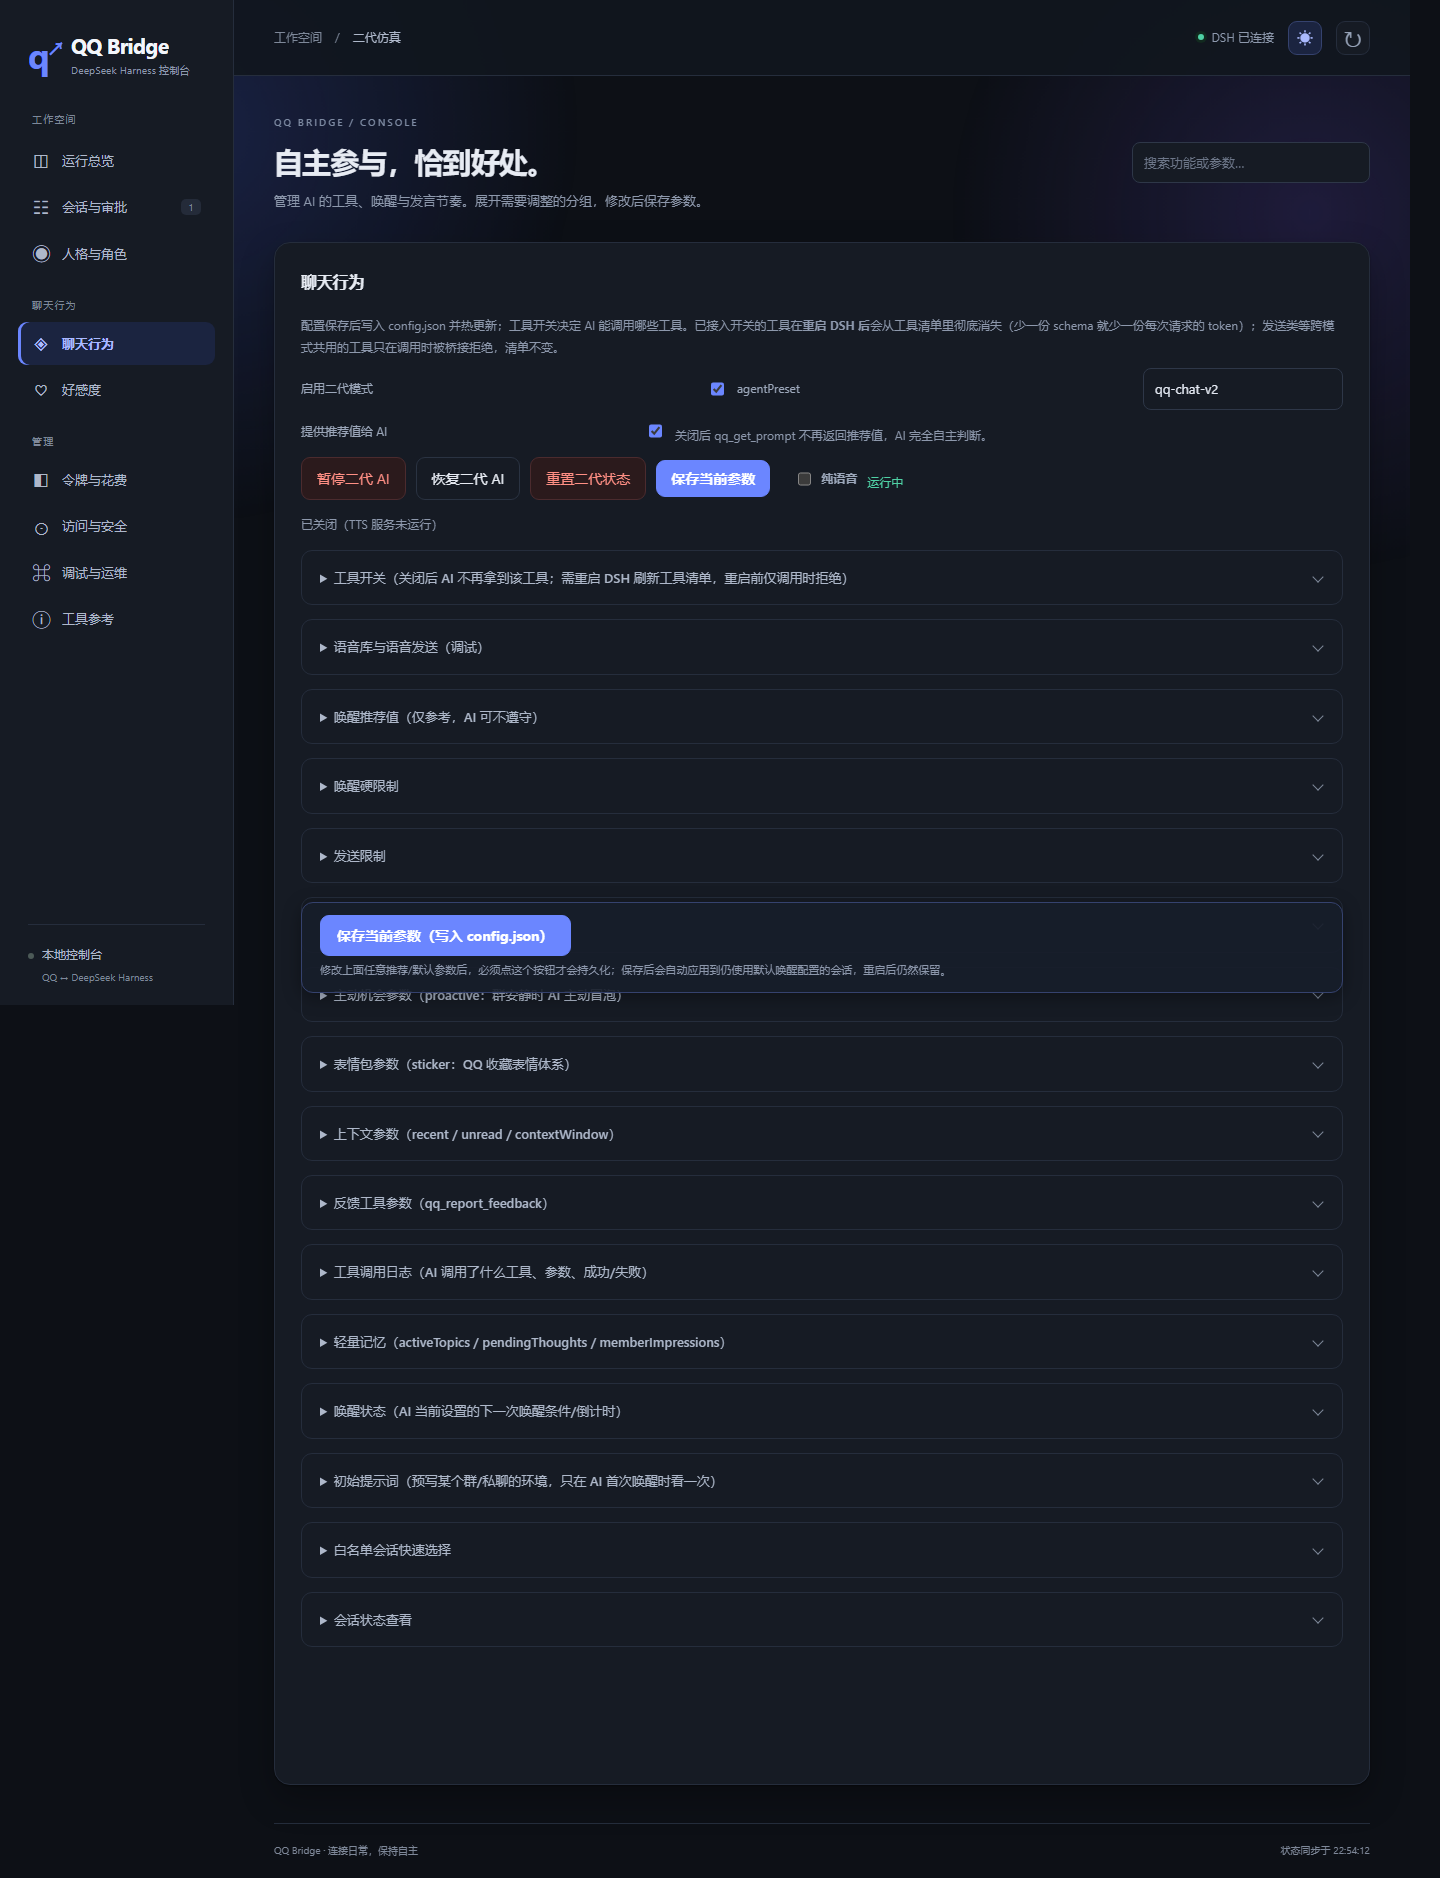 QQ Bridge
DeepSeek Harness 控制台
工作空间
运行总览
会话与审批
1
人格与角色
聊天行为
聊天行为
好感度
管理
令牌与花费
访问与安全
调试与运维
工具参考
本地控制台
QQ ↔ DeepSeek Harness
工作空间 / 二代仿真
DSH 已连接
QQ BRIDGE / CONSOLE
自主参与，恰到好处。
管理 AI 的工具、唤醒与发言节奏。展开需要调整的分组，修改后保存参数。
搜索功能或参数...
聊天行为
配置保存后写入 config.json 并热更新；工具开关决定 AI 能调用哪些工具。已接入开关的工具在重启 DSH 后会从工具清单里彻底消失（少一份 schema 就少一份每次请求的 token）；发送类等跨模
式共用的工具只在调用时被桥接拒绝，清单不变。
启用二代模式
agentPreset
qq-chat-v2
提供推荐值给 AI
关闭后 qq_get_prompt 不再返回推荐值，AI 完全自主判断。
暂停二代 AI
恢复二代 AI
重置二代状态
保存当前参数
纯语音
运行中
已关闭（TTS 服务未运行）
工具开关（关闭后 AI 不再拿到该工具；需重启 DSH 刷新工具清单，重启前仅调用时拒绝）
语音库与语音发送（调试）
唤醒推荐值（仅参考，AI 可不遵守）
唤醒硬限制
发送限制
保存当前参数（写入 config.json）
修改上面任意推荐/默认参数后，必须点这个按钮才会持久化；保存后会自动应用到仍使用默认唤醒配置的会话，重启后仍然保留。
主动机会参数（proactive：群安静时 AI 主动冒泡）
表情包参数（sticker：QQ 收藏表情体系）
上下文参数（recent / unread / contextWindow）
反馈工具参数（qq_report_feedback）
工具调用日志（AI 调用了什么工具、参数、成功/失败）
轻量记忆（activeTopics / pendingThoughts / memberImpressions）
唤醒状态（AI 当前设置的下一次唤醒条件/倒计时）
初始提示词（预写某个群/私聊的环境，只在 AI 首次唤醒时看一次）
白名单会话快速选择
会话状态查看
QQ Bridge · 连接日常，保持自主
状态同步于 22:54:12